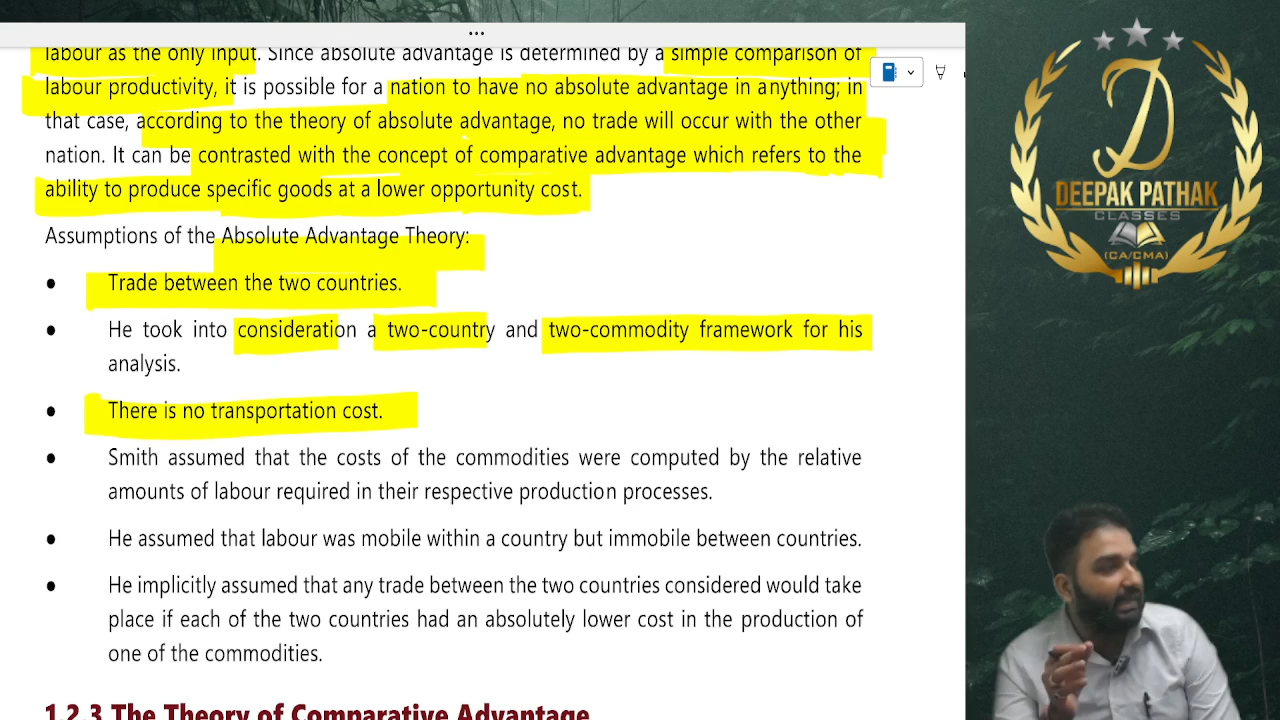 ...
labour as the only input. Since absolute advantage is determined by a simple comparison of
labour productivity, it is possible for a nation to have no absolute advantage in anything; in
that case, according to the theory of absolute advantage, no trade will occur with the other
nation. It can be contrasted with the concept of comparative advantage which refers to the
ability to produce specific goods at a lower opportunity cost.
Assumptions of the Absolute Advantage Theory:
• Trade between the two countries.
• He took into consideration a two-country and two-commodity framework for his
analysis.
• There is no transportation cost.
• Smith assumed that the costs of the commodities were computed by the relative
amounts of labour required in their respective production processes.
• He assumed that labour was mobile within a country but immobile between countries.
• He implicitly assumed that any trade between the two countries considered would take
place if each of the two countries had an absolutely lower cost in the production of
one of the commodities.
1.2.3 The Theory of Comparative Advantage
D
DEEPAK PATHAK
CLASSES
(CA/CMA)